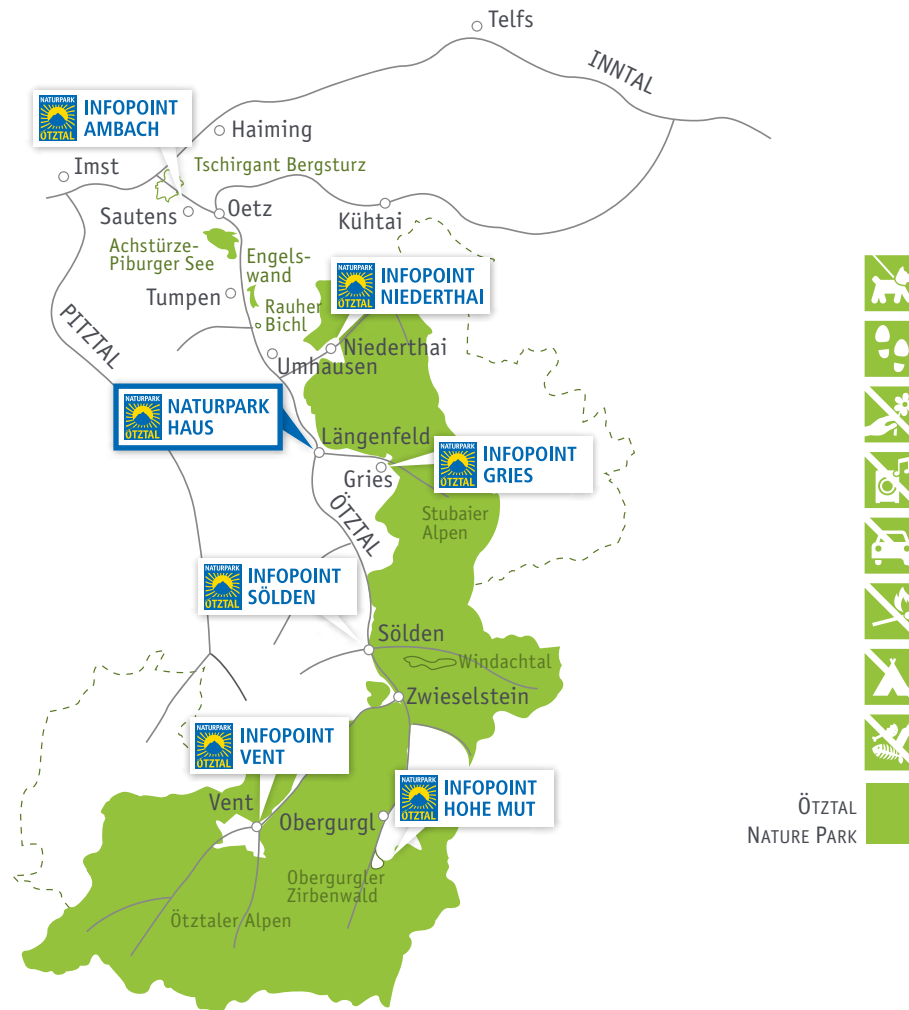 Telfs
INNTAL
NATURPARK
ÖTZTAL
INFOPOINT
AMBACH
Haiming
Imst
Tschirgant Bergsturz
Sautens
Oetz
Kühtai
Achstürze-
Piburger See
Engels-
wand
NATURPARK
ÖTZTAL
INFOPOINT
NIEDERTHAI
Tumpen
Rauher
Bichl
PITZTAL
Niederthai
Umhausen
NATURPARK
ÖTZTAL
NATURPARK
HAUS
Längenfeld
NATURPARK
ÖTZTAL
INFOPOINT
GRIES
Gries
ÖTZTAL
Stubaier
Alpen
NATURPARK
ÖTZTAL
INFOPOINT
SÖLDEN
Sölden
Windachtal
Zwieselstein
NATURPARK
ÖTZTAL
INFOPOINT
VENT
NATURPARK
ÖTZTAL
INFOPOINT
HOHE MUT
Vent
Obergurgl
Obergurgler
Zirbenwald
Ötztaler Alpen
ÖTZTAL
NATURE PARK